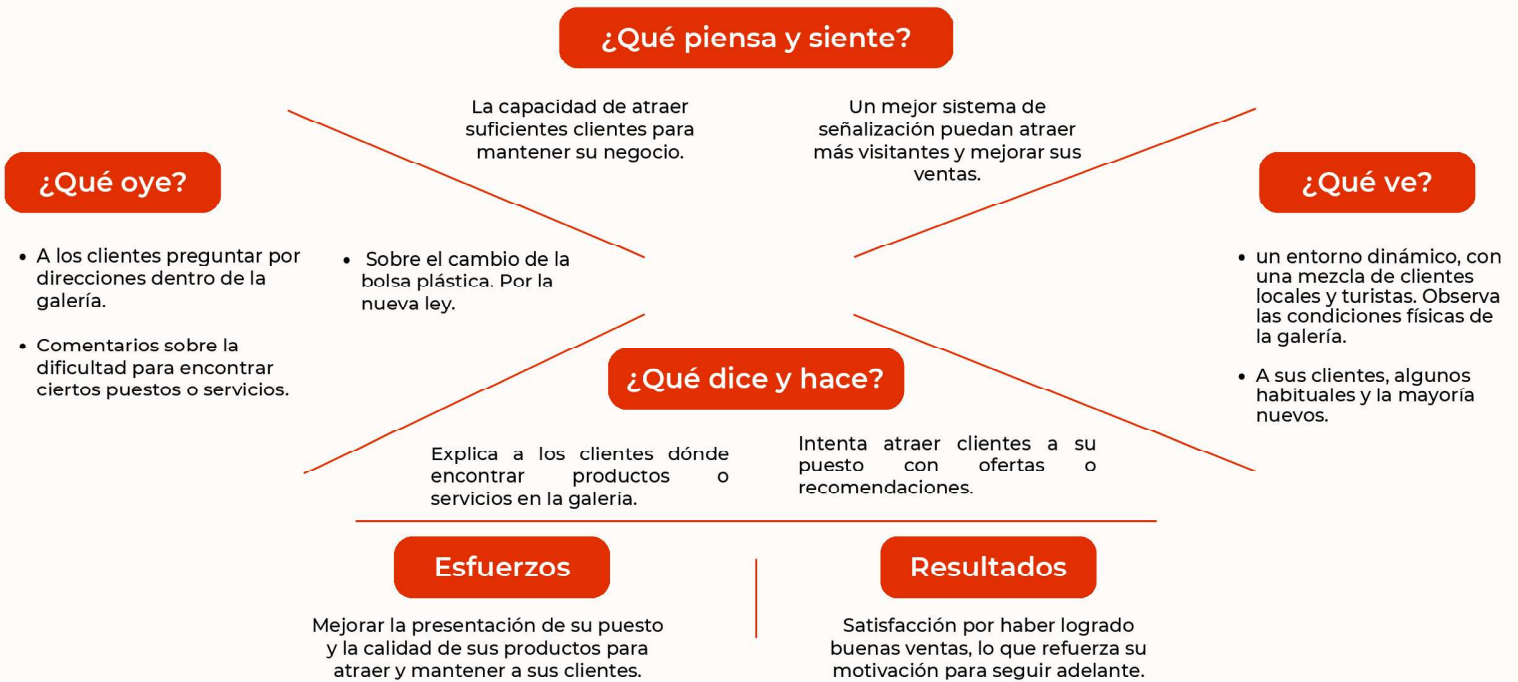 ¿Qué piensa y siente?
La capacidad de atraer
suficientes clientes para
mantener su negocio.
Un mejor sistema de
señalización puedan atraer
más visitantes y mejorar sus
ventas.
¿Qué oye?
• A los clientes preguntar por
direcciones dentro de la
galería.
• Comentarios sobre la
dificultad para encontrar
ciertos puestos o servicios.
• Sobre el cambio de la
bolsa plástica. Por la
nueva ley.
¿Qué ve?
• un entorno dinámico, con
una mezcla de clientes
locales y turistas. Observa
las condiciones físicas de
la galería.
• A sus clientes, algunos
habituales y la mayoría
nuevos.
¿Qué dice y hace?
Explica a los clientes dónde
encontrar productos o
servicios en la galería.
Intenta atraer clientes a su
puesto con ofertas o
recomendaciones.
Esfuerzos
Mejorar la presentación de su puesto
y la calidad de sus productos para
atraer y mantener a sus clientes.
Resultados
Satisfacción por haber logrado
buenas ventas, lo que refuerza su
motivación para seguir adelante.